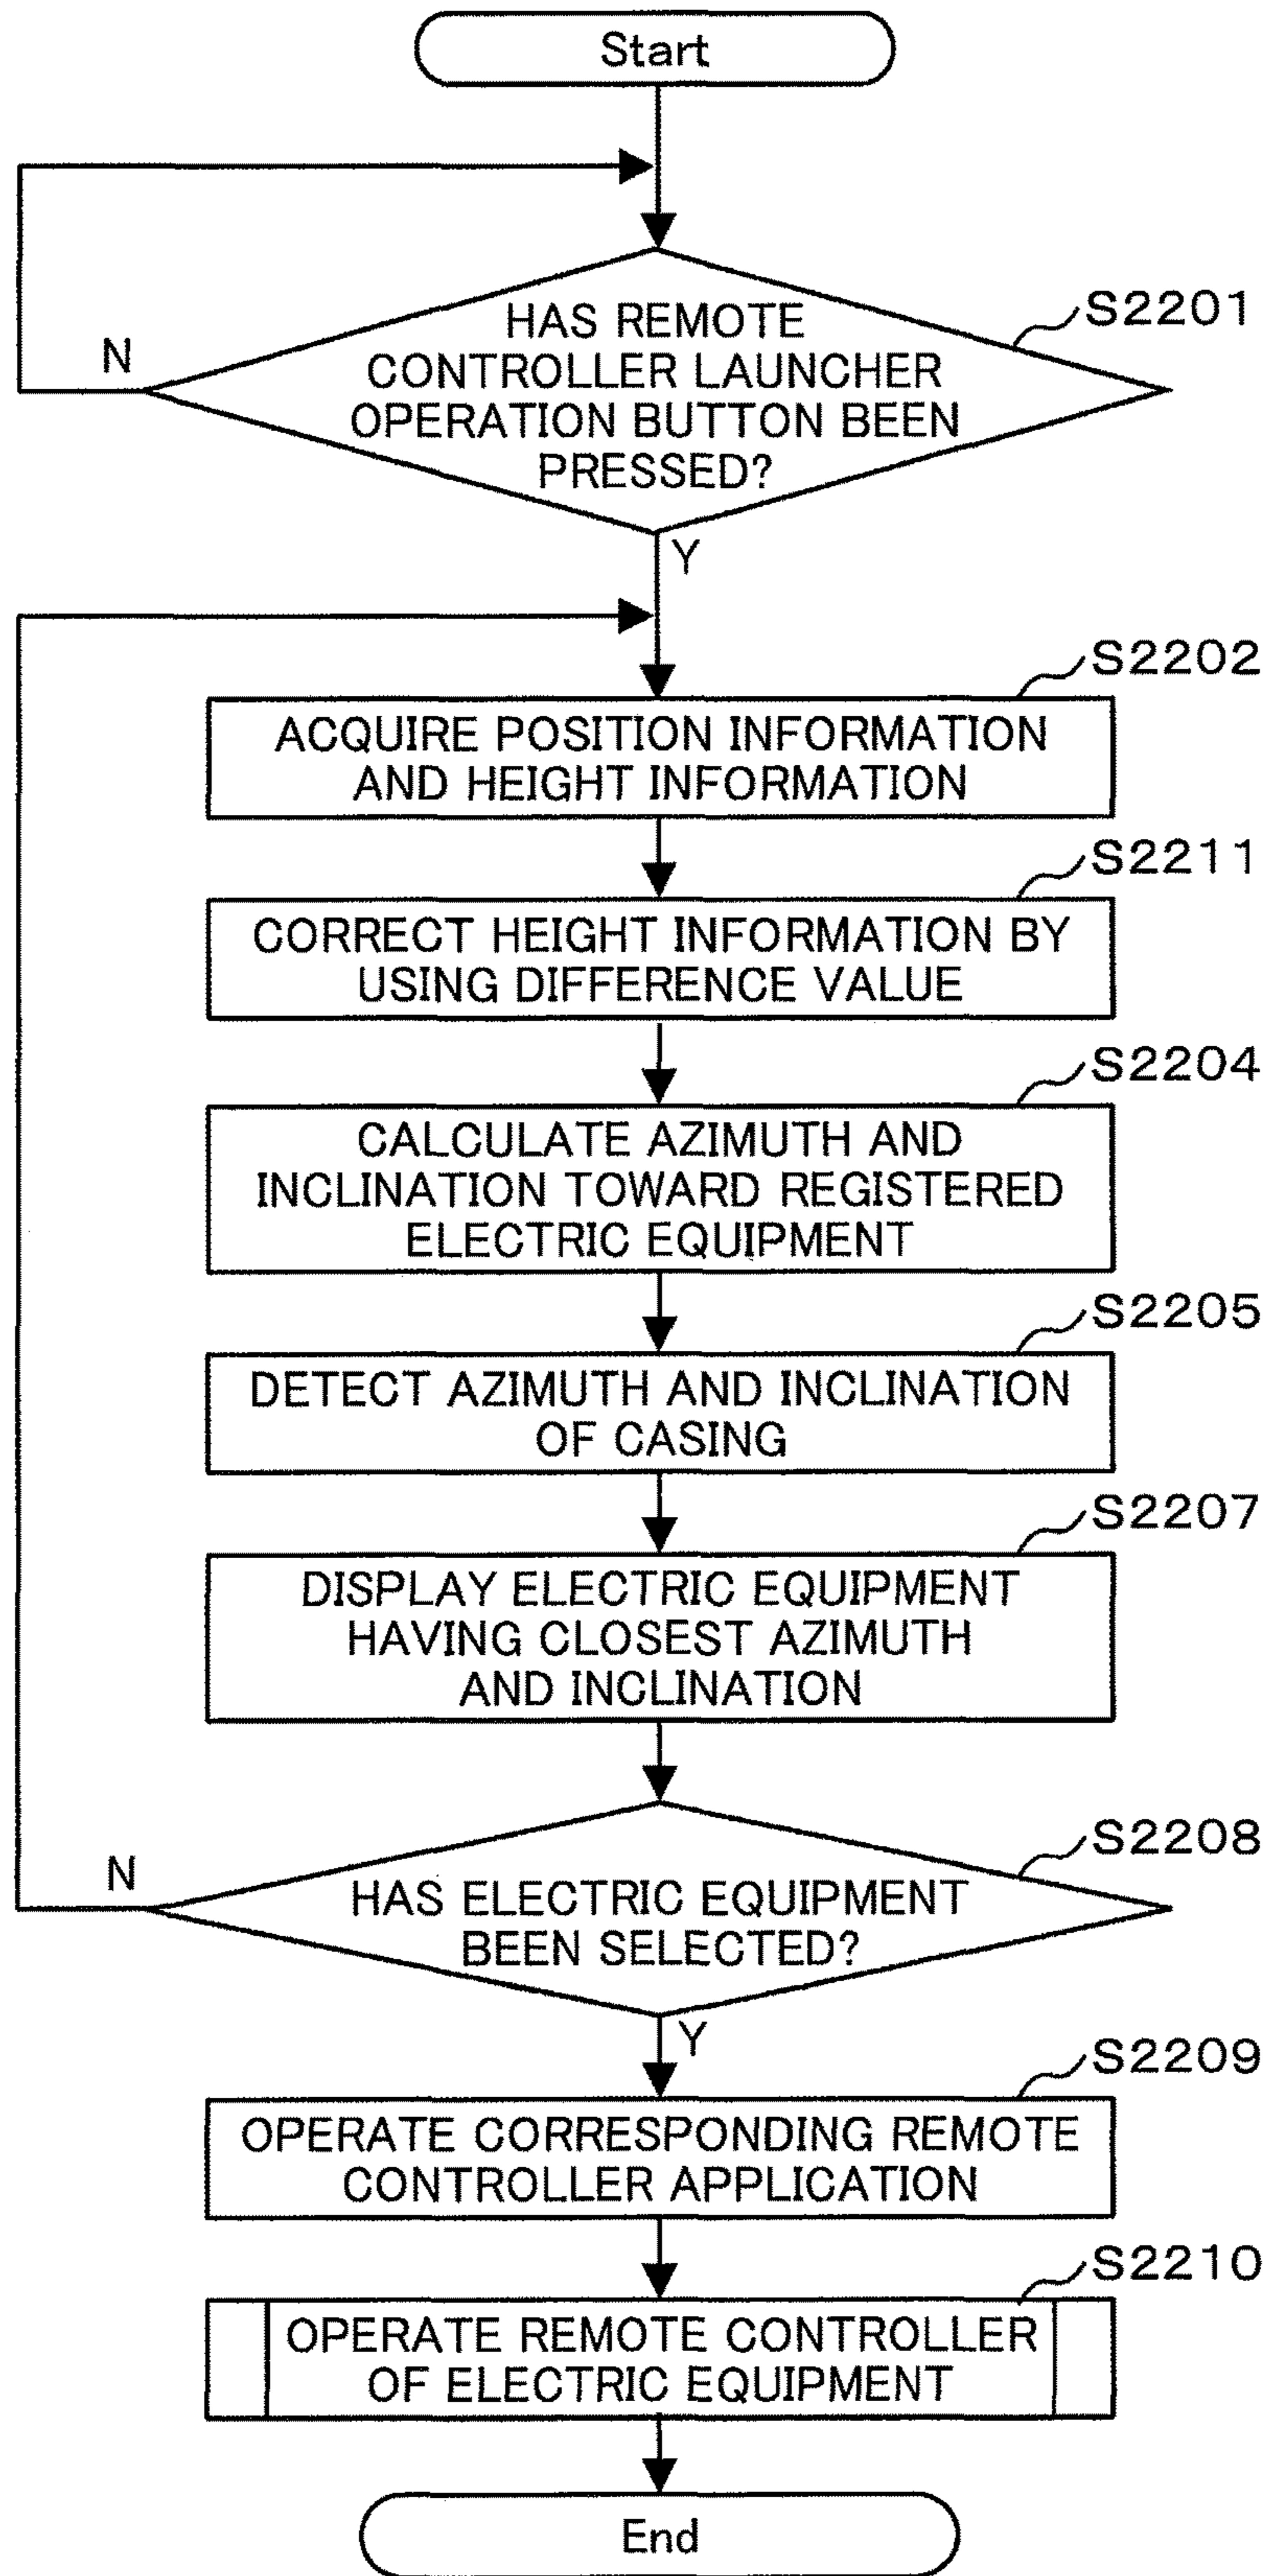 Start
HAS REMOTE
CONTROLLER LAUNCHER
OPERATION BUTTON BEEN
PRESSED?
S2201
N
Y
S2202
ACQUIRE POSITION INFORMATION
AND HEIGHT INFORMATION
S2211
CORRECT HEIGHT INFORMATION BY
USING DIFFERENCE VALUE
S2204
CALCULATE AZIMUTH AND
INCLINATION TOWARD REGISTERED
ELECTRIC EQUIPMENT
S2205
DETECT AZIMUTH AND INCLINATION
OF CASING
S2207
DISPLAY ELECTRIC EQUIPMENT
HAVING CLOSEST AZIMUTH
AND INCLINATION
S2208
N
HAS ELECTRIC EQUIPMENT
BEEN SELECTED?
Y
S2209
OPERATE CORRESPONDING REMOTE
CONTROLLER APPLICATION
S2210
OPERATE REMOTE CONTROLLER
OF ELECTRIC EQUIPMENT
End